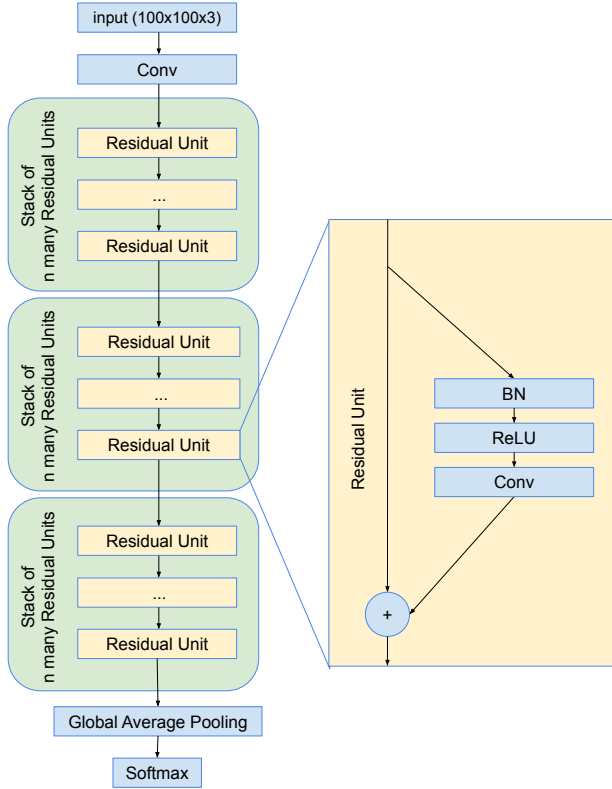 input (100x100x3)
Conv
Stack of
n many Residual Units
Residual Unit
...
Residual Unit
Stack of
n many Residual Units
Residual Unit
...
Residual Unit
Stack of
n many Residual Units
Residual Unit
...
Residual Unit
Global Average Pooling
Softmax
Residual Unit
BN
ReLU
Conv
+